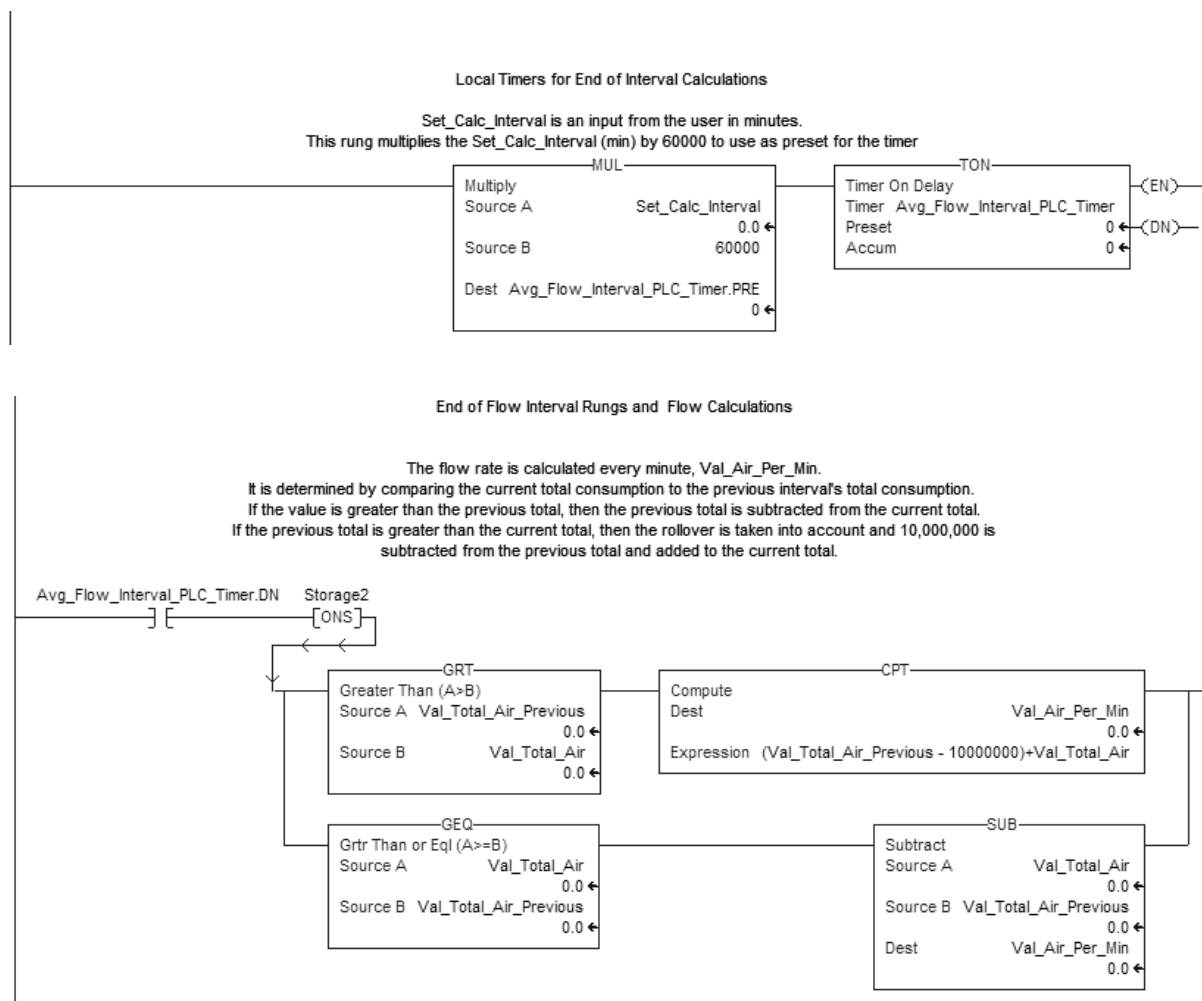 Local Timers for End of Interval Calculations
Set_Calc_Interval is an input from the user in minutes.
This rung multiplies the Set_Calc_Interval (min) by 60000 to use as preset for the timer
MUL
Multiply
Source A Set_Calc_Interval
0.0
Source B 60000
Dest Avg_Flow_Interval_PLC_Timer.PRE
0
TON
Timer On Delay
Timer Avg_Flow_Interval_PLC_Timer
Preset 0
Accum 0
(EN)
(DN)
End of Flow Interval Rungs and Flow Calculations
The flow rate is calculated every minute, Val_Air_Per_Min.
It is determined by comparing the current total consumption to the previous interval's total consumption.
If the value is greater than the previous total, then the previous total is subtracted from the current total.
If the previous total is greater than the current total, then the rollover is taken into account and 10,000,000 is
subtracted from the previous total and added to the current total.
Avg_Flow_Interval_PLC_Timer.DN Storage2
ONS
GRT
Greater Than (A>B)
Source A Val_Total_Air_Previous
0.0
Source B Val_Total_Air
0.0
CPT
Compute
Dest Val_Air_Per_Min
0.0
Expression (Val_Total_Air_Previous - 10000000)+Val_Total_Air
GEQ
Grtr Than or Eql (A>=B)
Source A Val_Total_Air
0.0
Source B Val_Total_Air_Previous
0.0
SUB
Subtract
Source A Val_Total_Air
0.0
Source B Val_Total_Air_Previous
0.0
Dest Val_Air_Per_Min
0.0